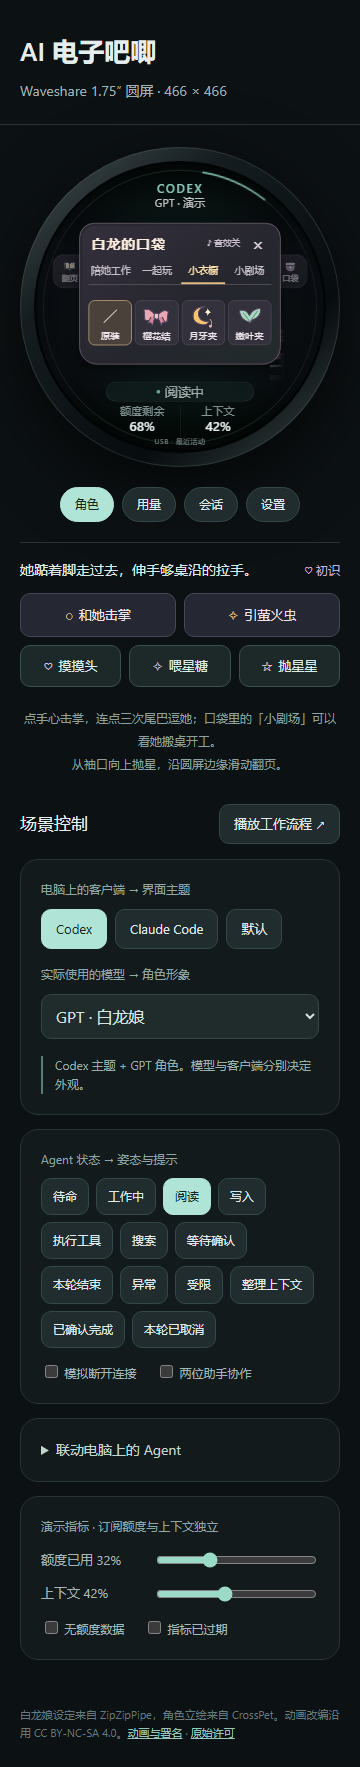 AI 电子吧唧
Waveshare 1.75″ 圆屏 · 466 × 466
CODEX
GPT · 演示
白龙的口袋
♪ 音效关 ×
陪她工作 一起玩 小衣橱 小剧场
翻页
口袋
原装 樱花结 月牙夹 嫩叶夹
• 阅读中
额度剩余 上下文
68% 42%
USB · 最近活动
角色 用量 会话 设置
她踮着脚走过去，伸手够桌沿的拉手。
♡ 初识
○ 和她击掌 ✧ 引萤火虫
♡ 摸摸头 ✧ 喂星糖 ☆ 抛星星
点手心击掌，连点三次尾巴逗她；口袋里的「小剧场」可以
看她搬桌开工。
从袖口向上抛星，沿圆屏边缘滑动翻页。
场景控制
播放工作流程 ↗
电脑上的客户端 → 界面主题
Codex Claude Code 默认
实际使用的模型 → 角色形象
GPT · 白龙娘
Codex 主题 + GPT 角色。模型与客户端分别决定
外观。
Agent 状态 → 姿态与提示
待命 工作中 阅读 写入
执行工具 搜索 等待确认
本轮结束 异常 受限 整理上下文
已确认完成 本轮已取消
模拟断开连接 两位助手协作
▶ 联动电脑上的 Agent
演示指标 · 订阅额度与上下文独立
额度已用 32%
上下文 42%
无额度数据 指标已过期
白龙娘设定来自 ZipZipPipe，角色立绘来自 CrossPet。动画改编沿
用 CC BY-NC-SA 4.0。动画与署名 · 原始许可